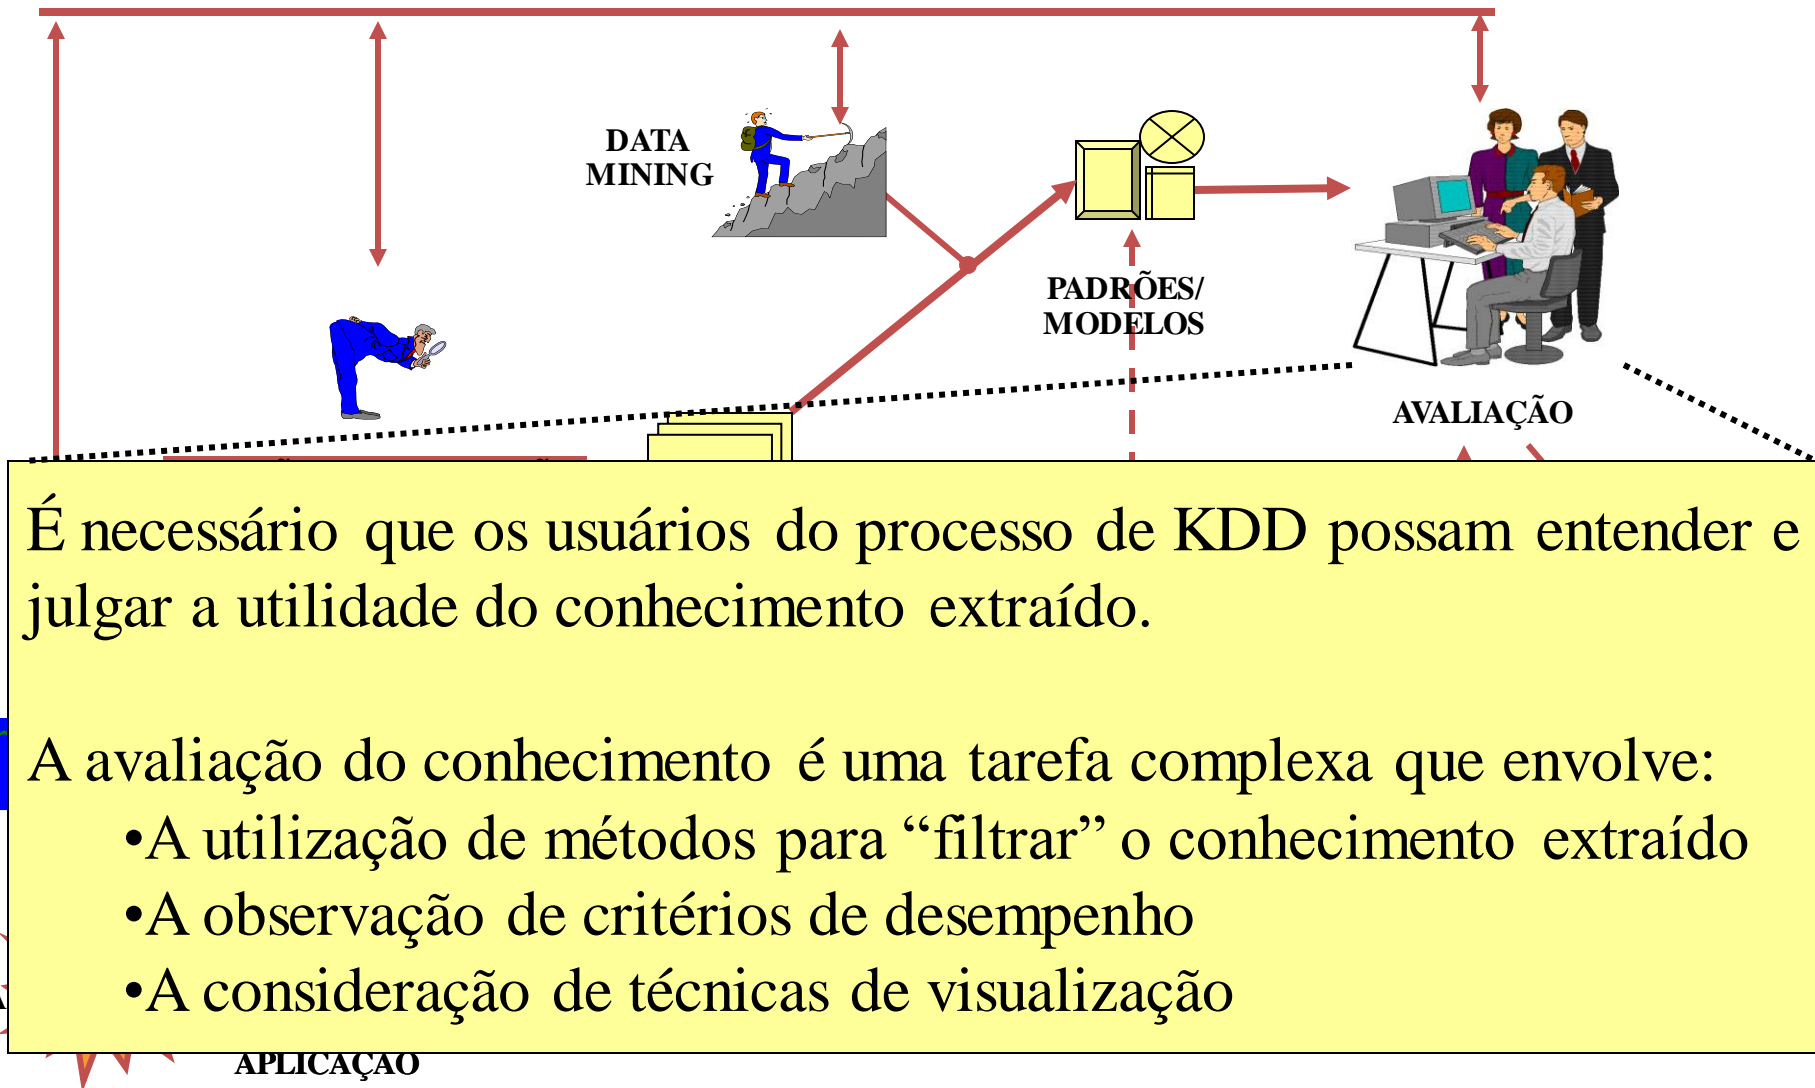 DATA
MINING
PADRÕES/
MODELOS
AVALIAÇÃO
É necessário que os usuários do processo de KDD possam entender e
julgar a utilidade do conhecimento extraído.
A avaliação do conhecimento é uma tarefa complexa que envolve:
•A utilização de métodos para “filtrar” o conhecimento extraído
•A observação de critérios de desempenho
•A consideração de técnicas de visualização
APLICAÇÃO